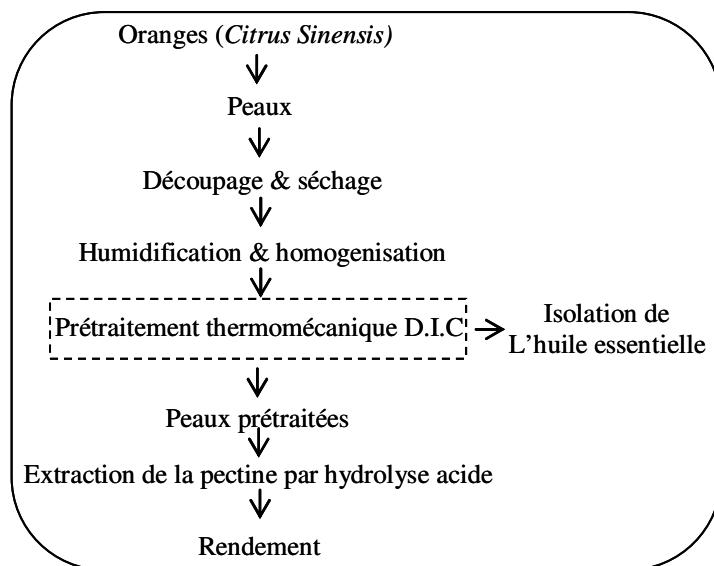 Oranges (Citrus Sinensis)
Peaux
Découpage & séchage
Humidification & homogenisation
Prétraitement thermomécanique D.I.C
Isolation de
L’huile essentielle
Peaux prétraitées
Extraction de la pectine par hydrolyse acide
Rendement